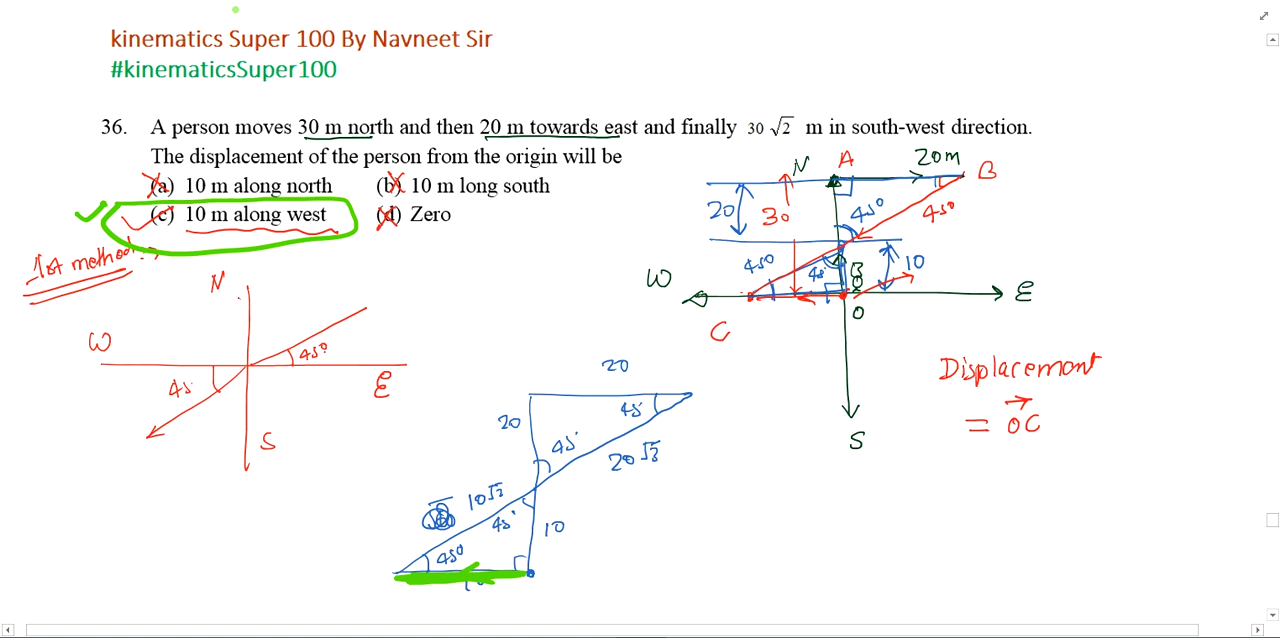 kinematics Super 100 By Navneet Sir
#kinematicsSuper100
36. A person moves 30 m north and then 20 m towards east and finally 30 √2 m in south-west direction.
The displacement of the person from the origin will be
(a) 10 m along north (b) 10 m long south
(c) 10 m along west (d) Zero
1st method:
N
W
45°
45
E
S
N
A
20m
B
20
30
45°
45°
45°
45
10
W
O
E
C
S
Displacement
= OC
20
20
45
45°
20√2
10√2
45°
10
45°